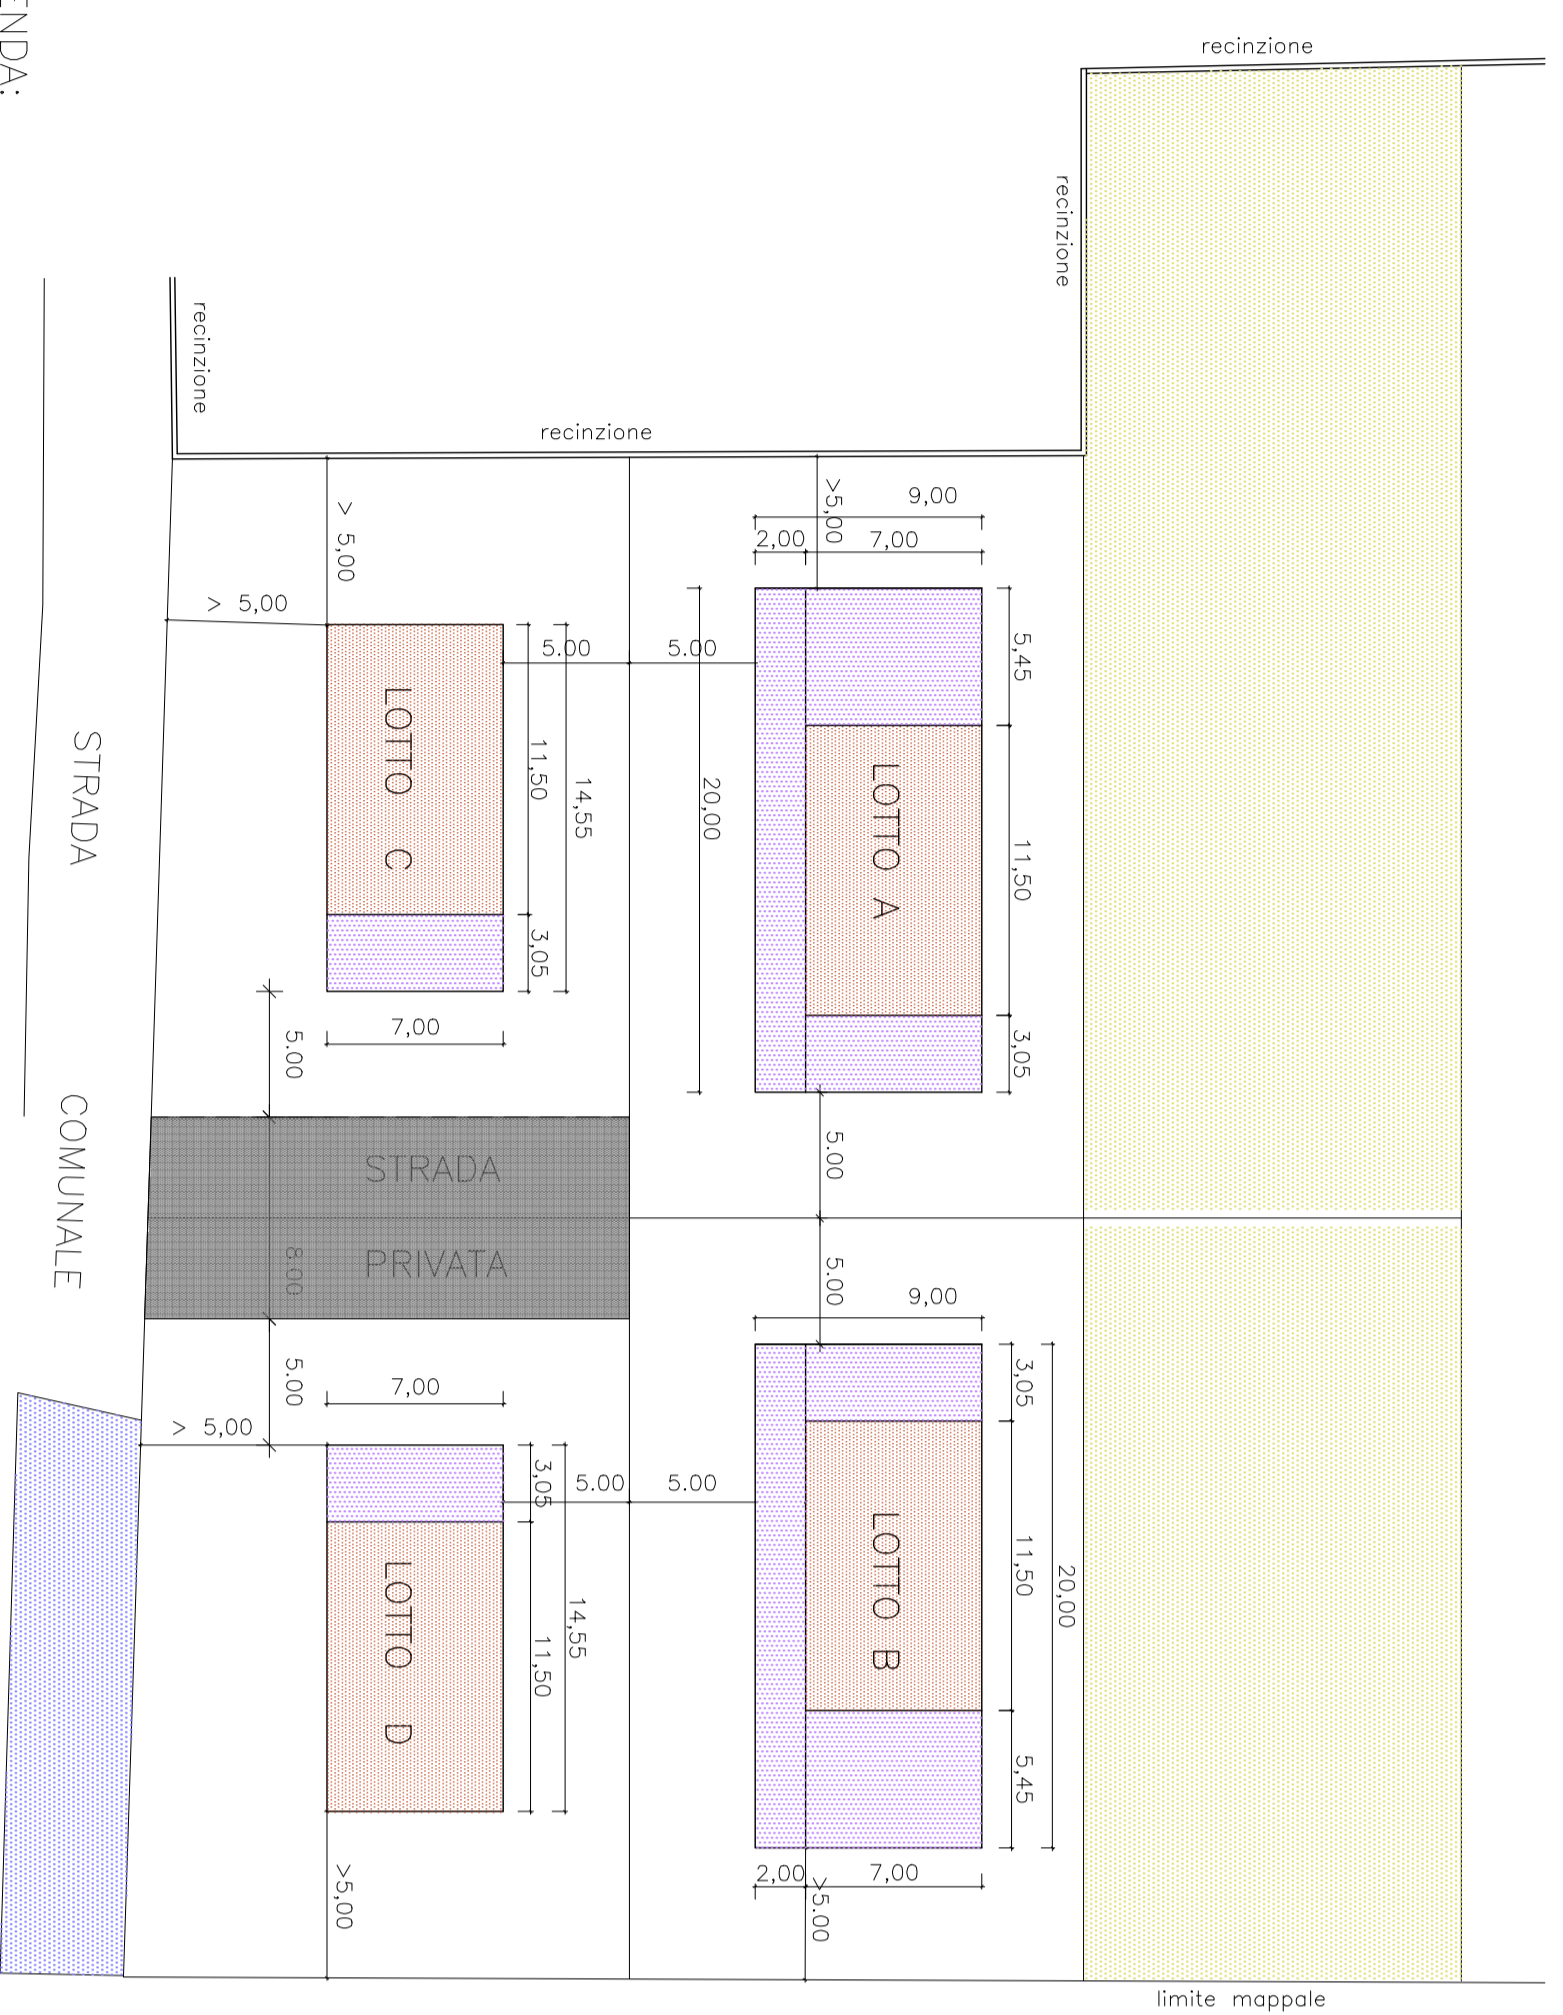 recinzione
recinzione
recinzione
recinzione
ENDA:
STRADA COMUNALE
>5,00
9,00
2,00
7,00
5,45
11,50
3,05
20,00
LOTTO A
> 5,00
> 5,00
5.00
5.00
11,50
14,55
3,05
7,00
LOTTO C
5.00
STRADA
PRIVATA
8.00
5.00
5.00
5.00
9,00
3,05
11,50
20,00
5,45
2,00
7,00
>5.00
LOTTO B
7,00
> 5,00
3,05
5.00
5.00
14,55
11,50
LOTTO D
>5,00
limite mappale